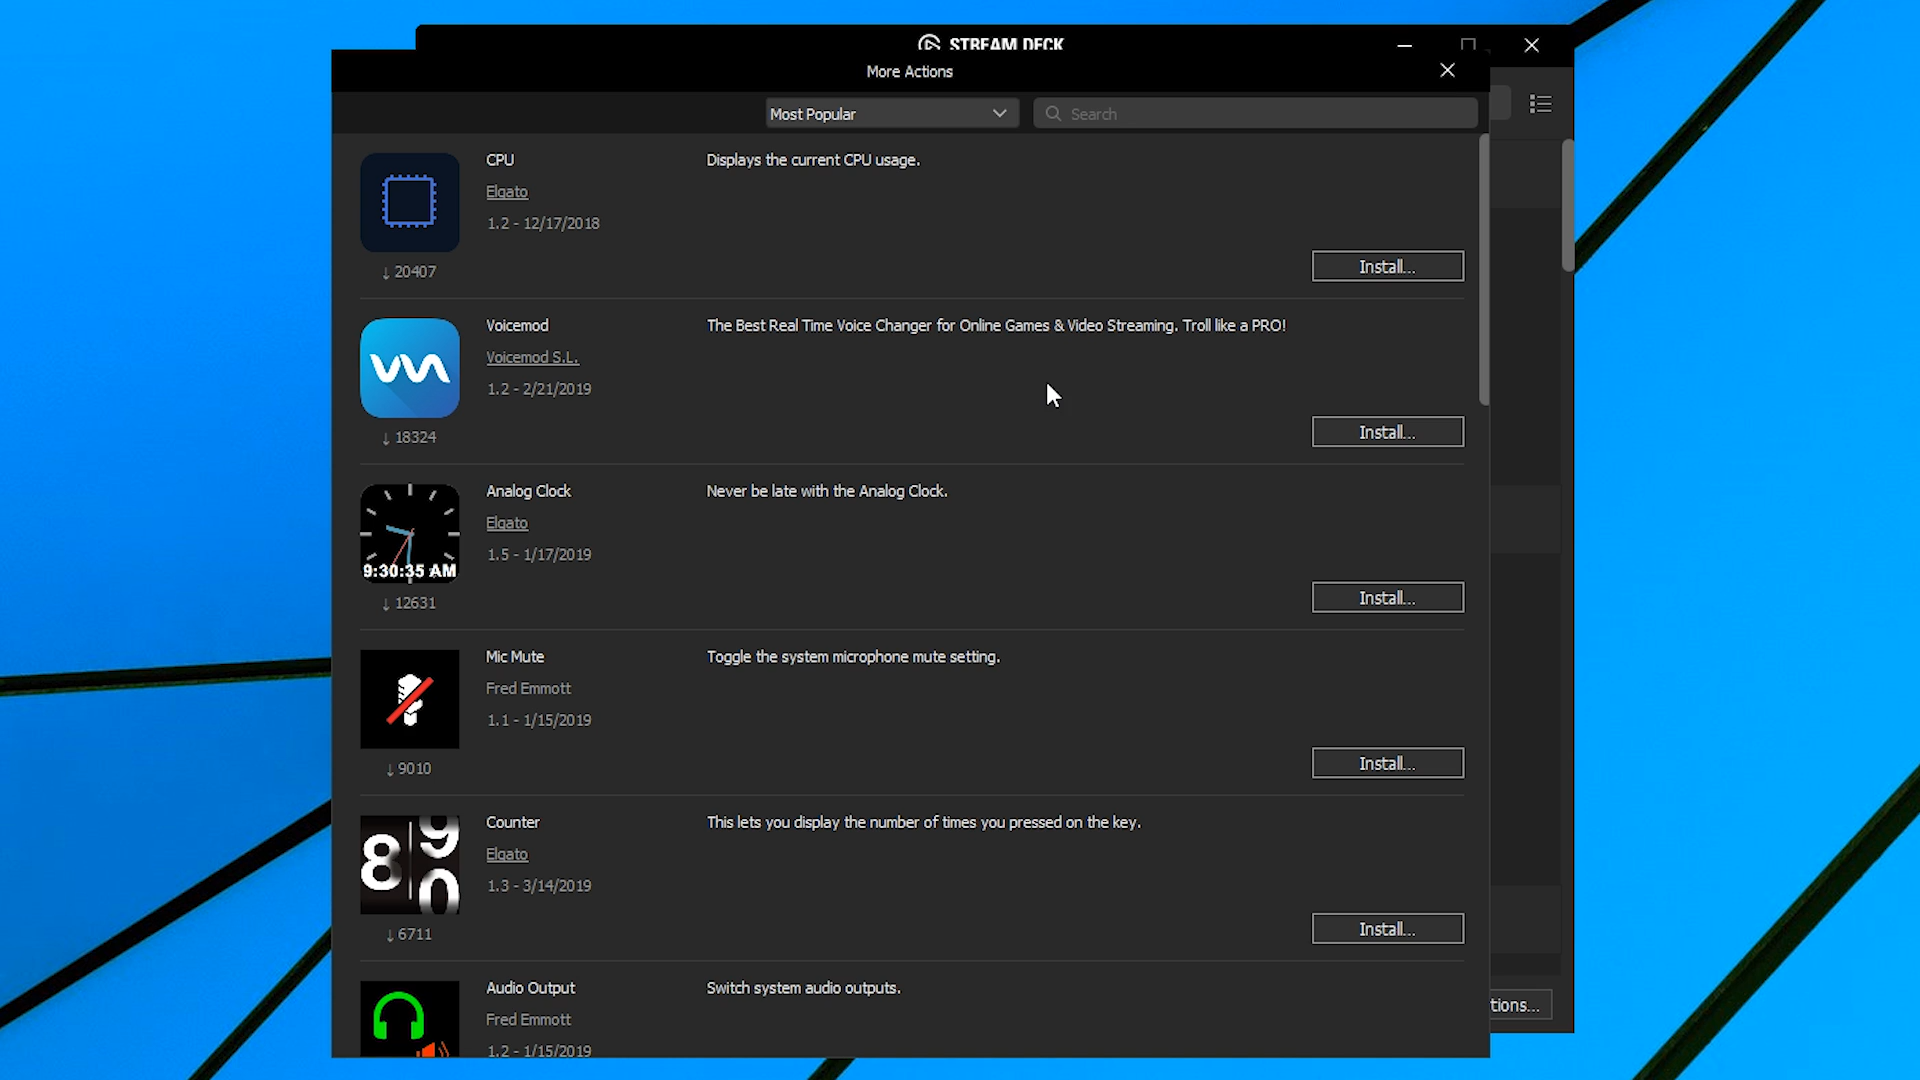 STREAM DECK
More Actions
Most Popular
Search
CPU
Displays the current CPU usage.
Elgato
1.2 - 12/17/2018
Install...
↓ 20407
Voicemod
The Best Real Time Voice Changer for Online Games & Video Streaming. Troll like a PRO!
Voicemod S.L.
1.2 - 2/21/2019
Install...
↓ 18324
Analog Clock
Never be late with the Analog Clock.
Elgato
1.5 - 1/17/2019
9:30:35 AM
Install...
↓ 12631
Mic Mute
Toggle the system microphone mute setting.
Fred Emmott
1.1 - 1/15/2019
Install...
↓ 9010
Counter
This lets you display the number of times you pressed on the key.
Elgato
8 9
0
1.3 - 3/14/2019
Install...
↓ 6711
Audio Output
Switch system audio outputs.
tions...
Fred Emmott
1.2 - 1/15/2019